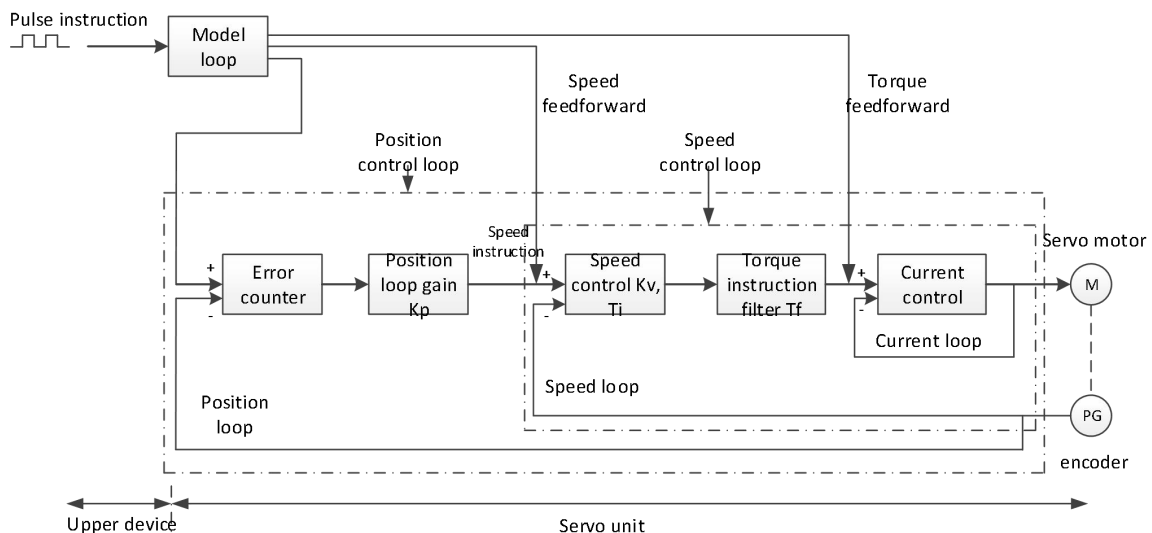 Pulse instruction
Model
loop
Speed
feedforward
Torque
feedforward
Position
control loop
Speed
control loop
Speed
instruction
Servo motor
+
-
Error
counter
Position
loop gain
Kp
+
-
Speed
control Kv,
Ti
Torque
instruction
filter Tf
+
-
Current
control
M
Current loop
Speed loop
Position
loop
PG
encoder
Upper device
Servo unit